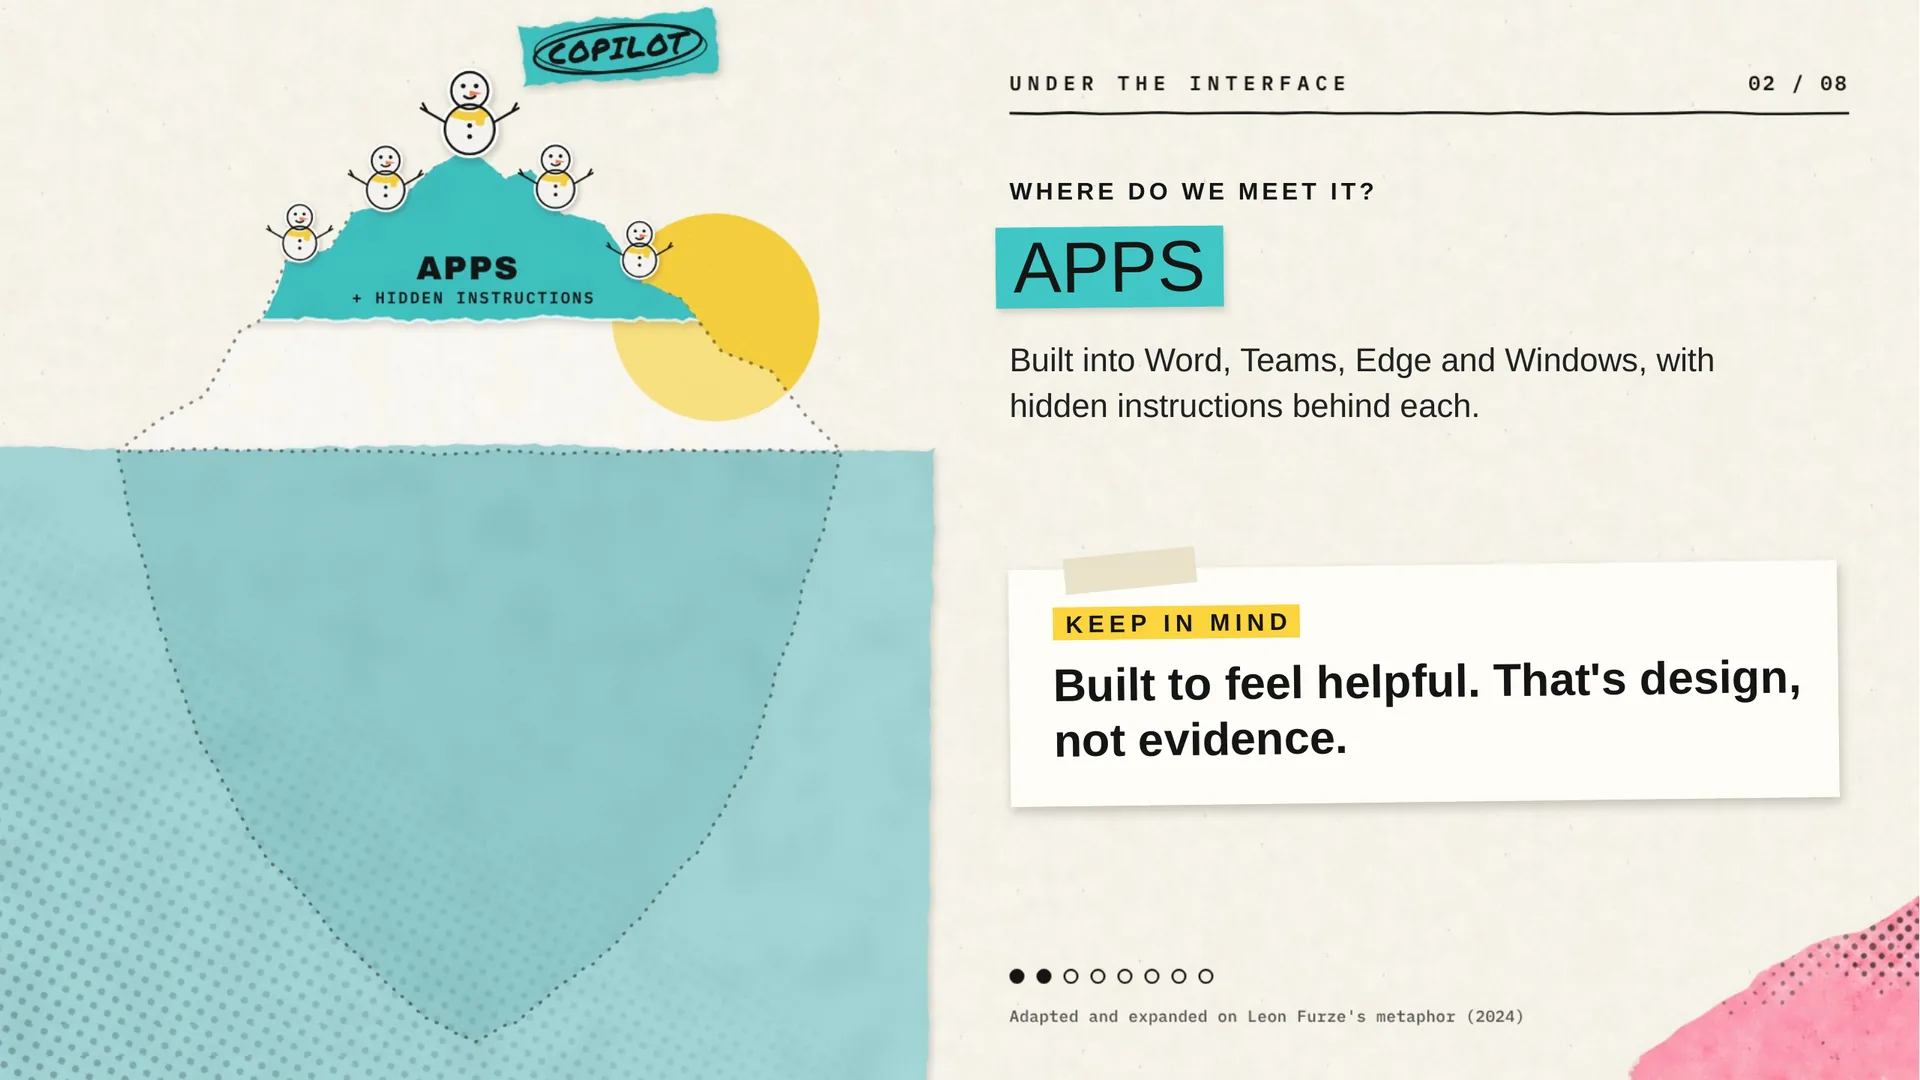 COPILOT
APPS
+ HIDDEN INSTRUCTIONS
UNDER THE INTERFACE
02 / 08
WHERE DO WE MEET IT?
APPS
Built into Word, Teams, Edge and Windows, with
hidden instructions behind each.
KEEP IN MIND
Built to feel helpful. That's design,
not evidence.
Adapted and expanded on Leon Furze's metaphor (2024)